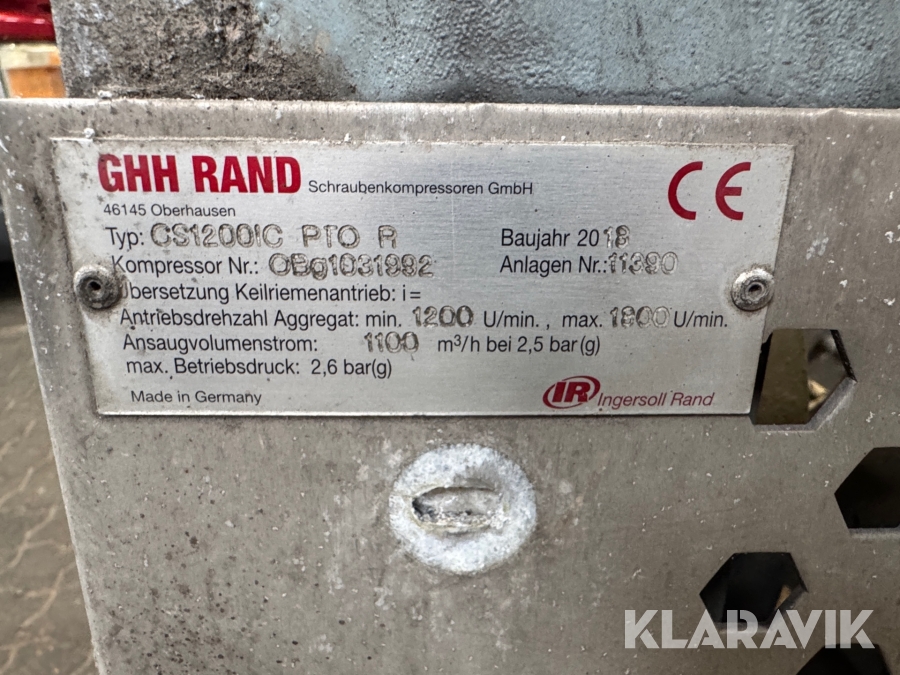 GHH RAND Schraubenkompressoren GmbH
CE
46145 Oberhausen
Typ: CS1200IC PTO R Baujahr 2018
Kompressor Nr.: OBg1031992 Anlagen Nr.: 11390
Übersetzung Keilriemenantrieb: i=
Antriebsdrehzahl Aggregat: min. 1200 U/min. , max. 1800 U/min.
Ansaugvolumenstrom: 1100 m³/h bei 2,5 bar(g)
max. Betriebsdruck: 2,6 bar(g)
Made in Germany
IR Ingersoll Rand
KLARAVIK